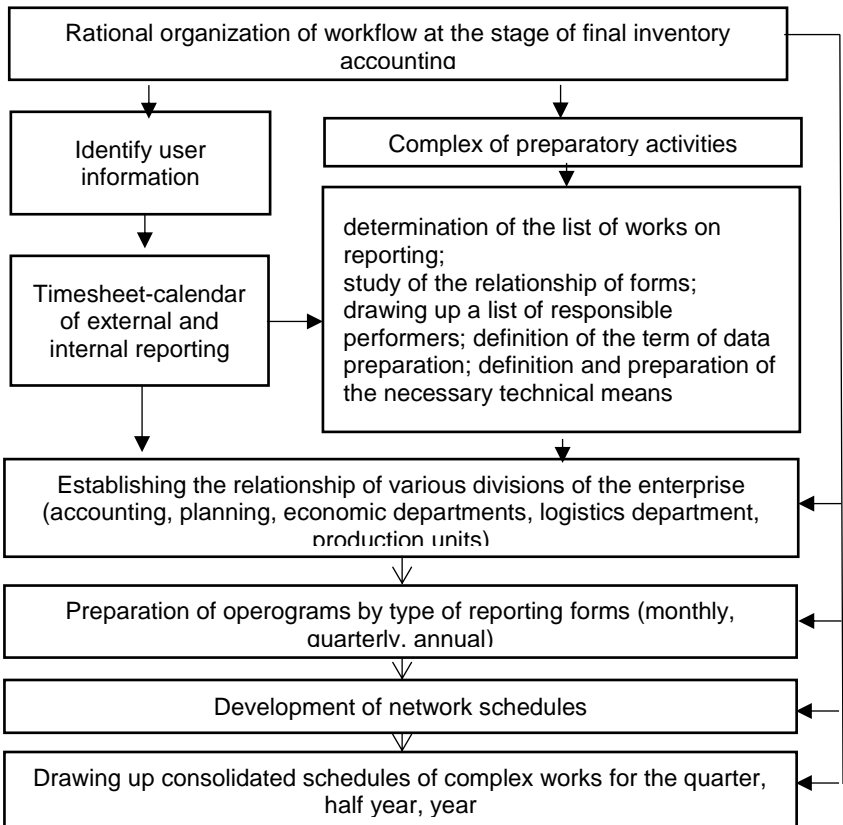 Rational organization of workflow at the stage of final inventory
accounting
Identify user
information
Complex of preparatory activities
determination of the list of works on
reporting;
study of the relationship of forms;
drawing up a list of responsible
performers; definition of the term of data
preparation; definition and preparation of
the necessary technical means
Timesheet-calendar
of external and
internal reporting
Establishing the relationship of various divisions of the enterprise
(accounting, planning, economic departments, logistics department,
production units)
Preparation of operograms by type of reporting forms (monthly,
quarterly, annual)
Development of network schedules
Drawing up consolidated schedules of complex works for the quarter,
half year, year